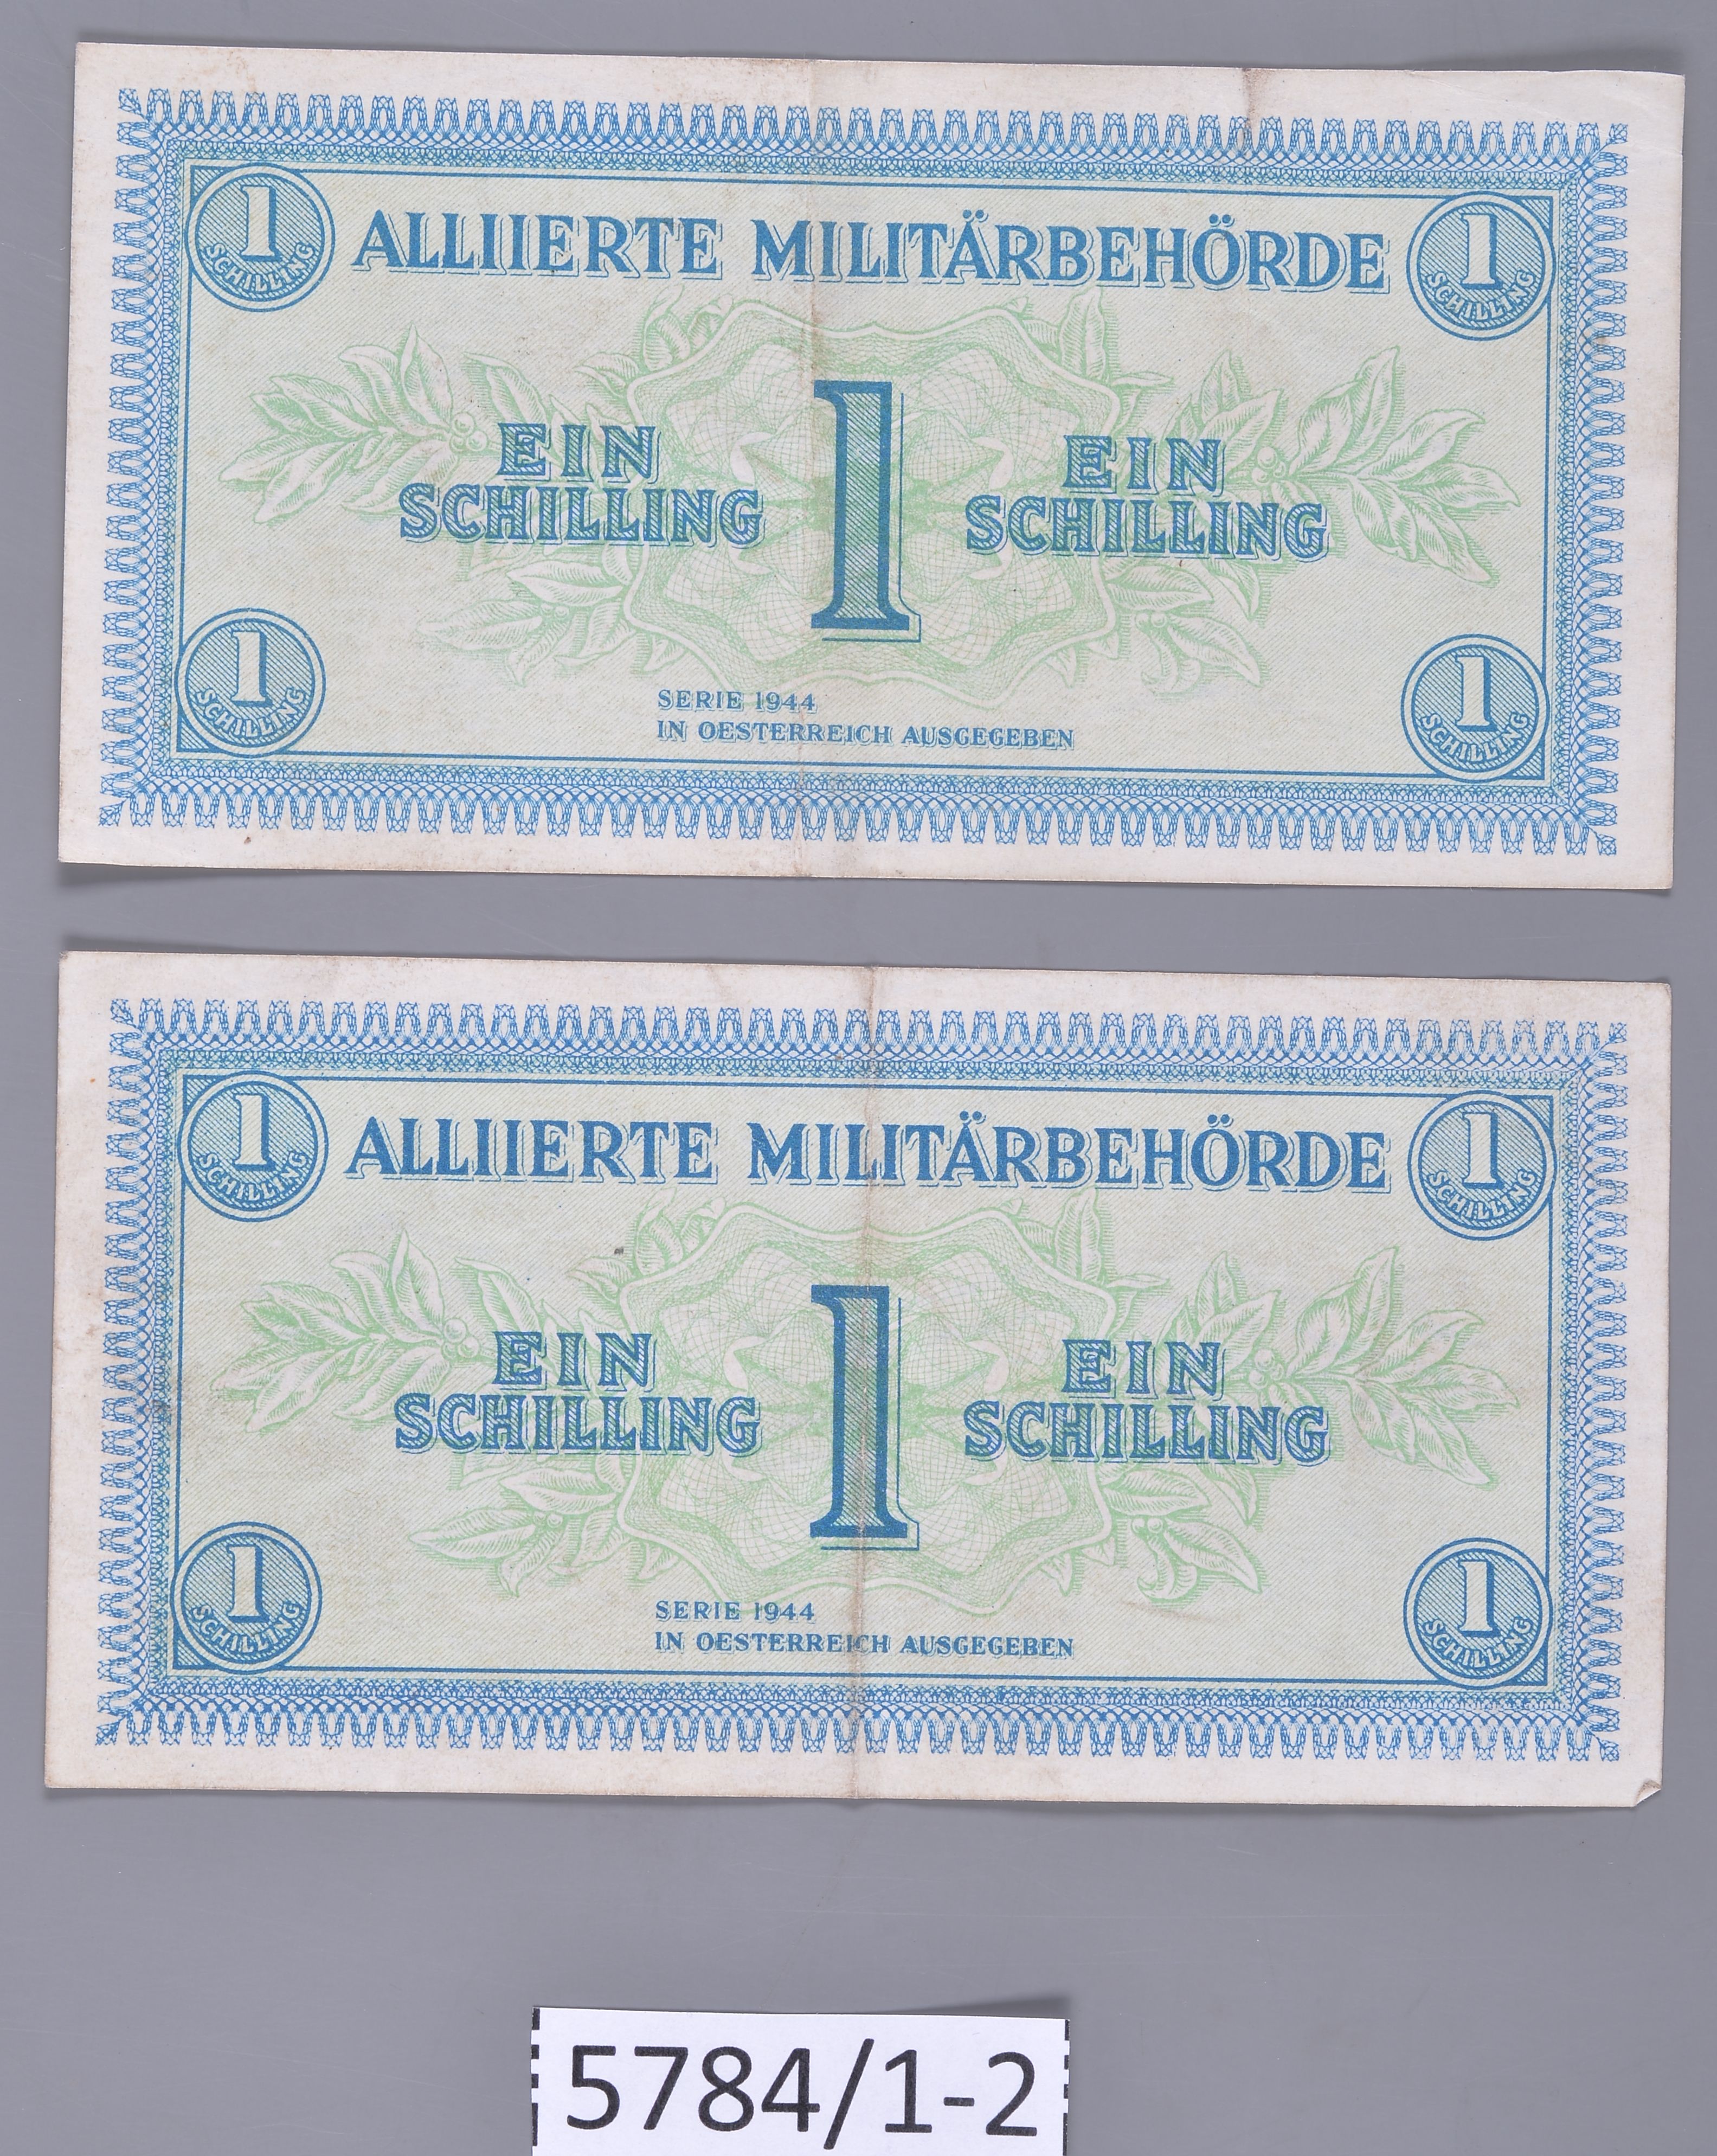 1 SCHILLING
ALLIIERTE MILITÄRBEHÖRDE
1 SCHILLING
EIN
SCHILLING
1
EIN
SCHILLING
1 SCHILLING
SERIE 1944
IN OESTERREICH AUSGEGEBEN
1 SCHILLING
1 SCHILLING
ALLIIERTE MILITÄRBEHÖRDE
1 SCHILLING
EIN
SCHILLING
1
EIN
SCHILLING
1 SCHILLING
SERIE 1944
IN OESTERREICH AUSGEGEBEN
1 SCHILLING
5784/1-2